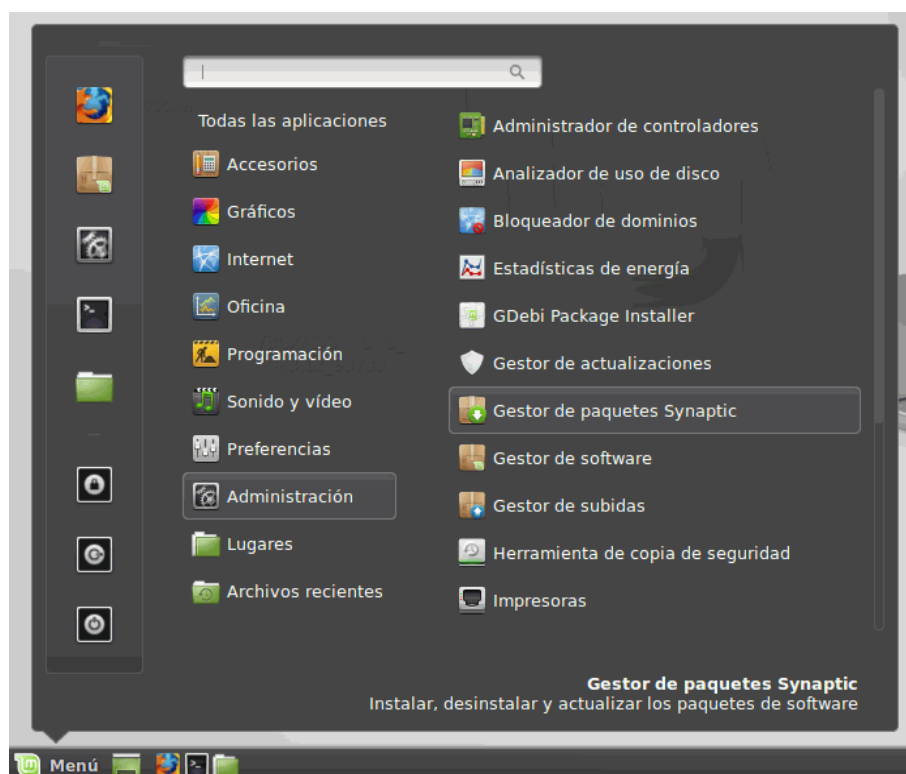 Todas las aplicaciones
Accesorios
Gráficos
Internet
Oficina
Programación
Sonido y vídeo
Preferencias
Administración
Lugares
Archivos recientes
Administrador de controladores
Analizador de uso de disco
Bloqueador de dominios
Estadísticas de energía
GDebi Package Installer
Gestor de actualizaciones
Gestor de paquetes Synaptic
Gestor de software
Gestor de subidas
Herramienta de copia de seguridad
Impresoras
Gestor de paquetes Synaptic
Instalar, desinstalar y actualizar los paquetes de software
Menú